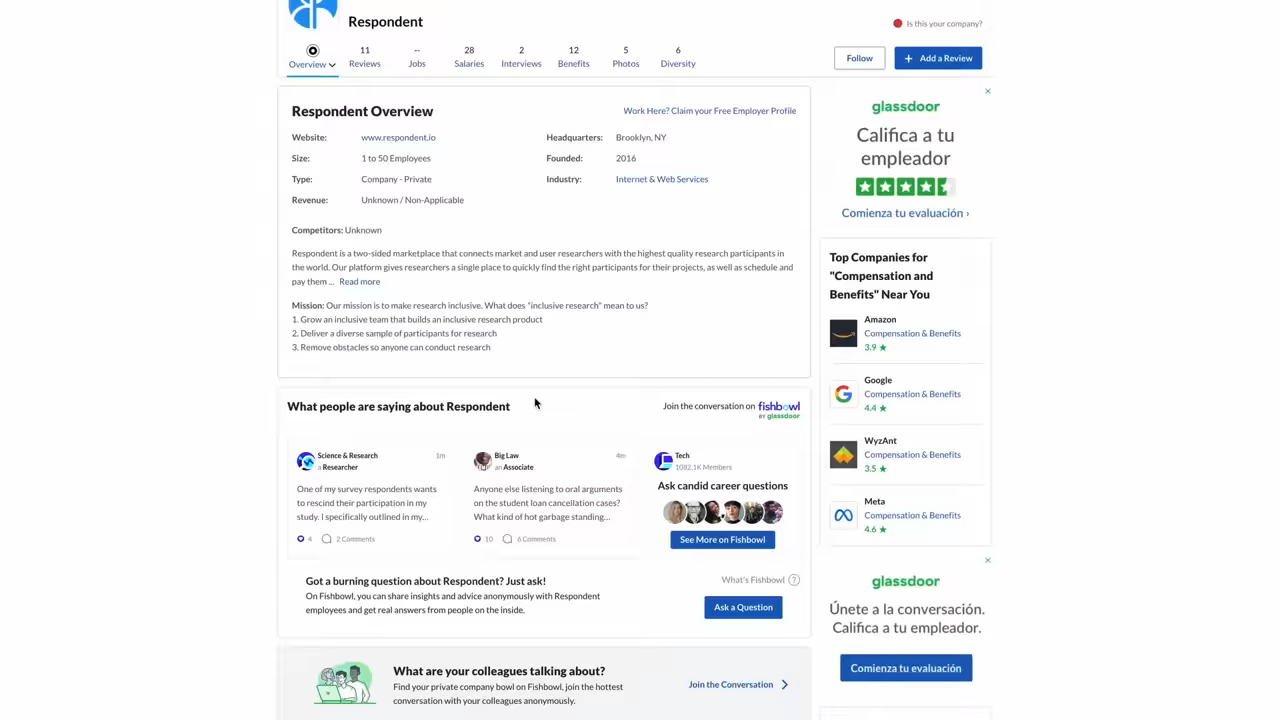 Respondent
Is this your company?
Overview
11
Reviews
--
Jobs
28
Salaries
2
Interviews
12
Benefits
5
Photos
6
Diversity
Follow
+ Add a Review
Respondent Overview
Work Here? Claim your Free Employer Profile
Website: www.respondent.io
Headquarters: Brooklyn, NY
Size: 1 to 50 Employees
Founded: 2016
Type: Company - Private
Industry: Internet & Web Services
Revenue: Unknown / Non-Applicable
Competitors: Unknown
Respondent is a two-sided marketplace that connects market and user researchers with the highest quality research participants in
the world. Our platform gives researchers a single place to quickly find the right participants for their projects, as well as schedule and
pay them ... Read more
Mission: Our mission is to make research inclusive. What does "inclusive research" mean to us?
1. Grow an inclusive team that builds an inclusive research product
2. Deliver a diverse sample of participants for research
3. Remove obstacles so anyone can conduct research
What people are saying about Respondent
Join the conversation on fishbowl
BY glassdoor
Science & Research
a Researcher
1m
One of my survey respondents wants
to rescind their participation in my
study. I specifically outlined in my...
4
2 Comments
Big Law
an Associate
4m
Anyone else listening to oral arguments
on the student loan cancellation cases?
What kind of hot garbage standing...
10
6 Comments
Tech
1082.1K Members
Ask candid career questions
See More on Fishbowl
Got a burning question about Respondent? Just ask!
On Fishbowl, you can share insights and advice anonymously with Respondent
employees and get real answers from people on the inside.
What's Fishbowl ?
Ask a Question
What are your colleagues talking about?
Find your private company bowl on Fishbowl, join the hottest
conversation with your colleagues anonymously.
Join the Conversation
glassdoor
Califica a tu
empleador
Comienza tu evaluación ›
Top Companies for
"Compensation and
Benefits" Near You
Amazon
Compensation & Benefits
3.9 ★
Google
Compensation & Benefits
4.4 ★
WyzAnt
Compensation & Benefits
3.5 ★
Meta
Compensation & Benefits
4.6 ★
glassdoor
Únete a la conversación.
Califica a tu empleador.
Comienza tu evaluación